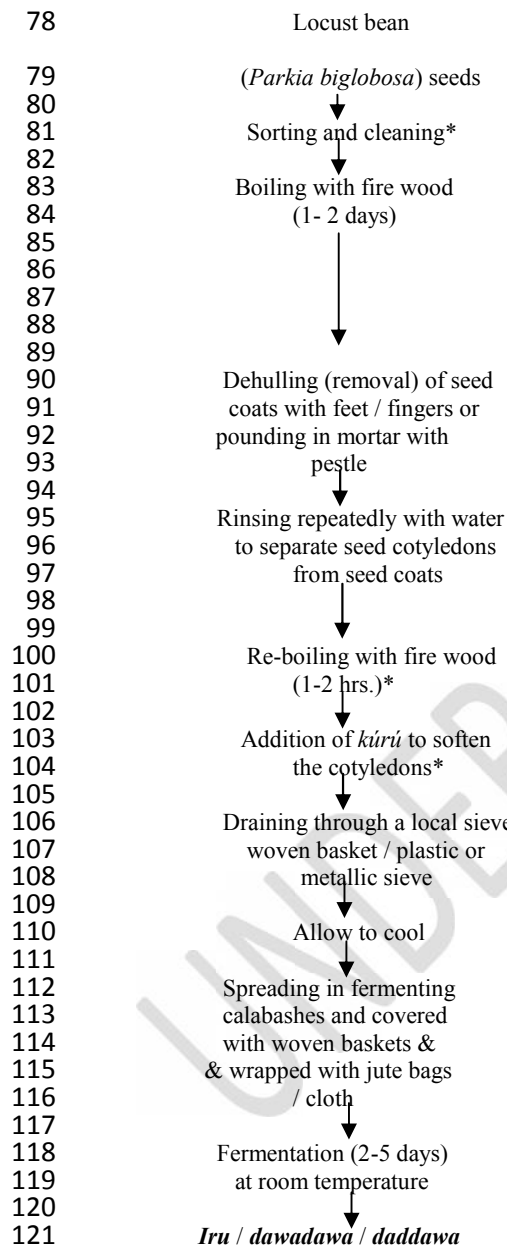 78 Locust bean
79 (Parkia biglobosa) seeds
80
81 Sorting and cleaning*
82
83 Boiling with fire wood
84 (1- 2 days)
85
86
87
88
89
90 Dehulling (removal) of seed
91 coats with feet / fingers or
92 pounding in mortar with
93 pestle
94
95 Rinsing repeatedly with water
96 to separate seed cotyledons
97 from seed coats
98
99
100 Re-boiling with fire wood
101 (1-2 hrs.)*
102
103 Addition of kúrú to soften
104 the cotyledons*
105
106 Draining through a local sieve
107 woven basket / plastic or
108 metallic sieve
109
110 Allow to cool
111
112 Spreading in fermenting
113 calabashes and covered
114 with woven baskets &
115 & wrapped with jute bags
116 / cloth
117
118 Fermentation (2-5 days)
119 at room temperature
120
121 Iru / dawadawa / daddawa
UNDE